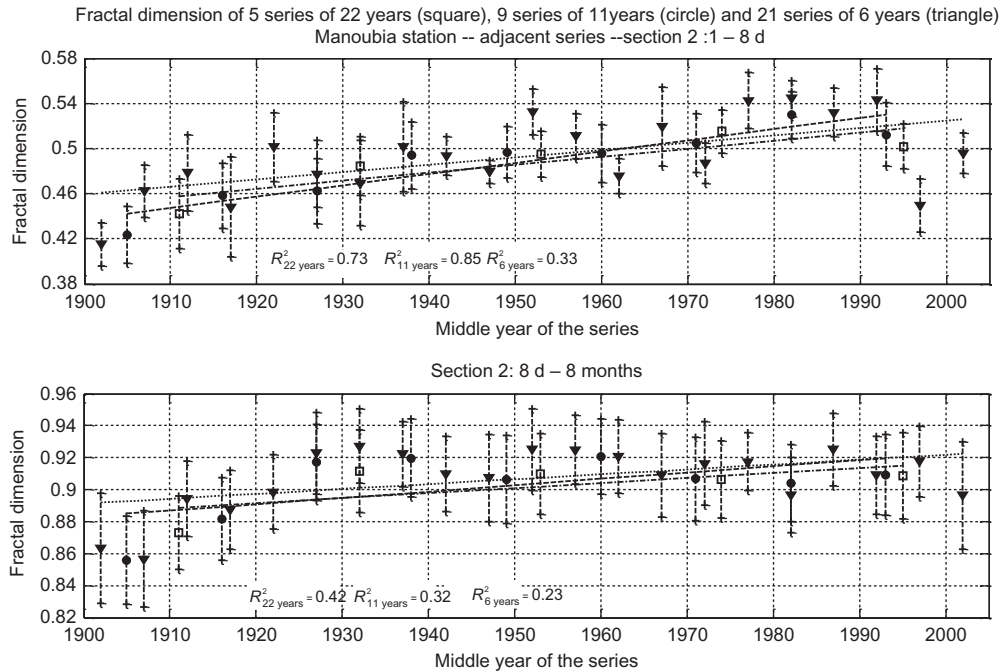 Fractal dimension of 5 series of 22 years (square), 9 series of 11years (circle) and 21 series of 6 years (triangle)
Manoubia station -- adjacent series --section 2 :1 – 8 d
0.58
0.54
0.5
0.46
0.42
0.38
Fractal dimension
R²22 years = 0.73 R²11 years = 0.85 R²6 years = 0.33
1900 1910 1920 1930 1940 1950 1960 1970 1980 1990 2000
Middle year of the series
Section 2: 8 d – 8 months
0.96
0.94
0.92
0.9
0.88
0.86
0.84
0.82
Fractal dimension
R²22 years = 0.42 R²11 years = 0.32 R²6 years = 0.23
1900 1910 1920 1930 1940 1950 1960 1970 1980 1990 2000
Middle year of the series